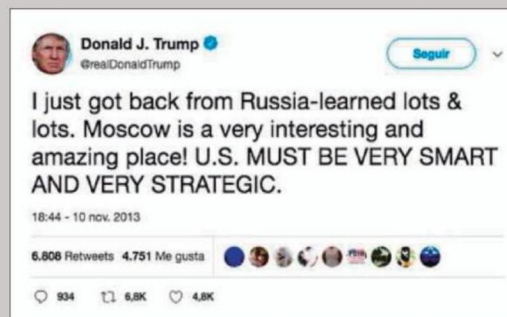 Donald J. Trump
@realDonaldTrump
Seguir
I just got back from Russia-learned lots &
lots. Moscow is a very interesting and
amazing place! U.S. MUST BE VERY SMART
AND VERY STRATEGIC.
18:44 - 10 nov. 2013
6.808 Retweets 4.751 Me gusta
934 6,8K 4,8K